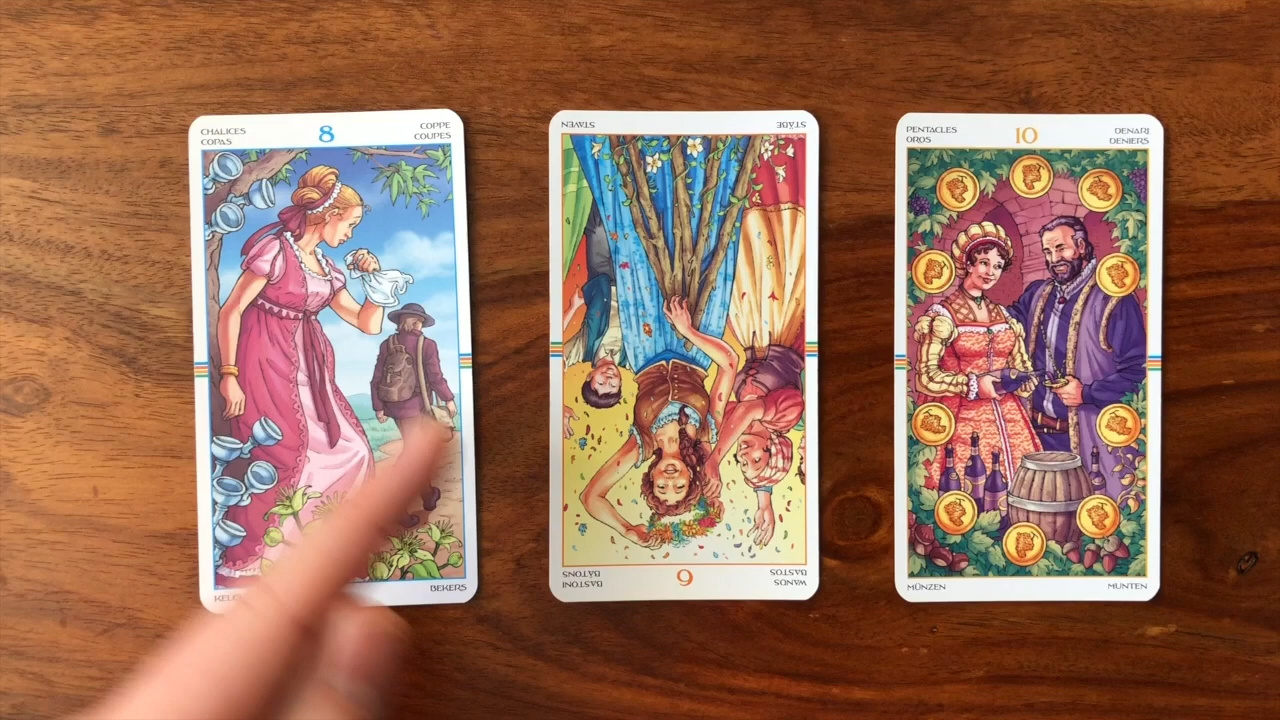 CHALICES
COPAS
8
COPPE
COUPES
BEKERS
WANDS
BASTOS
6
BASTONI
BÂTONS
STÄBE
STAVEN
PENTACLES
OROS
10
DENARI
DENIERS
MÜNZEN
MUNTEN